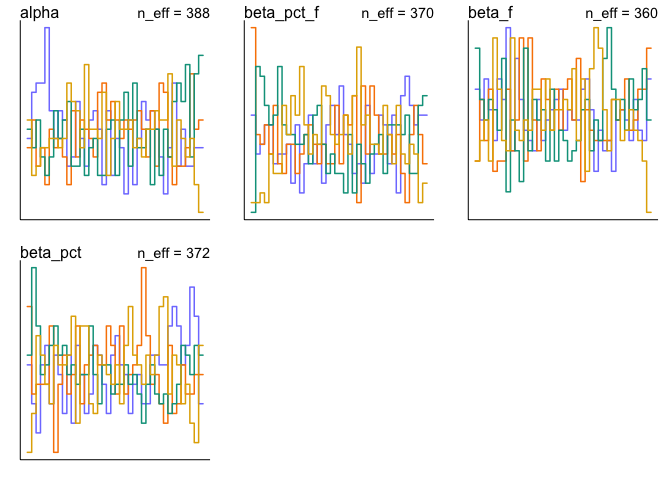 alpha n_eff = 388
beta_pct_f n_eff = 370
beta_f n_eff = 360
beta_pct n_eff = 372